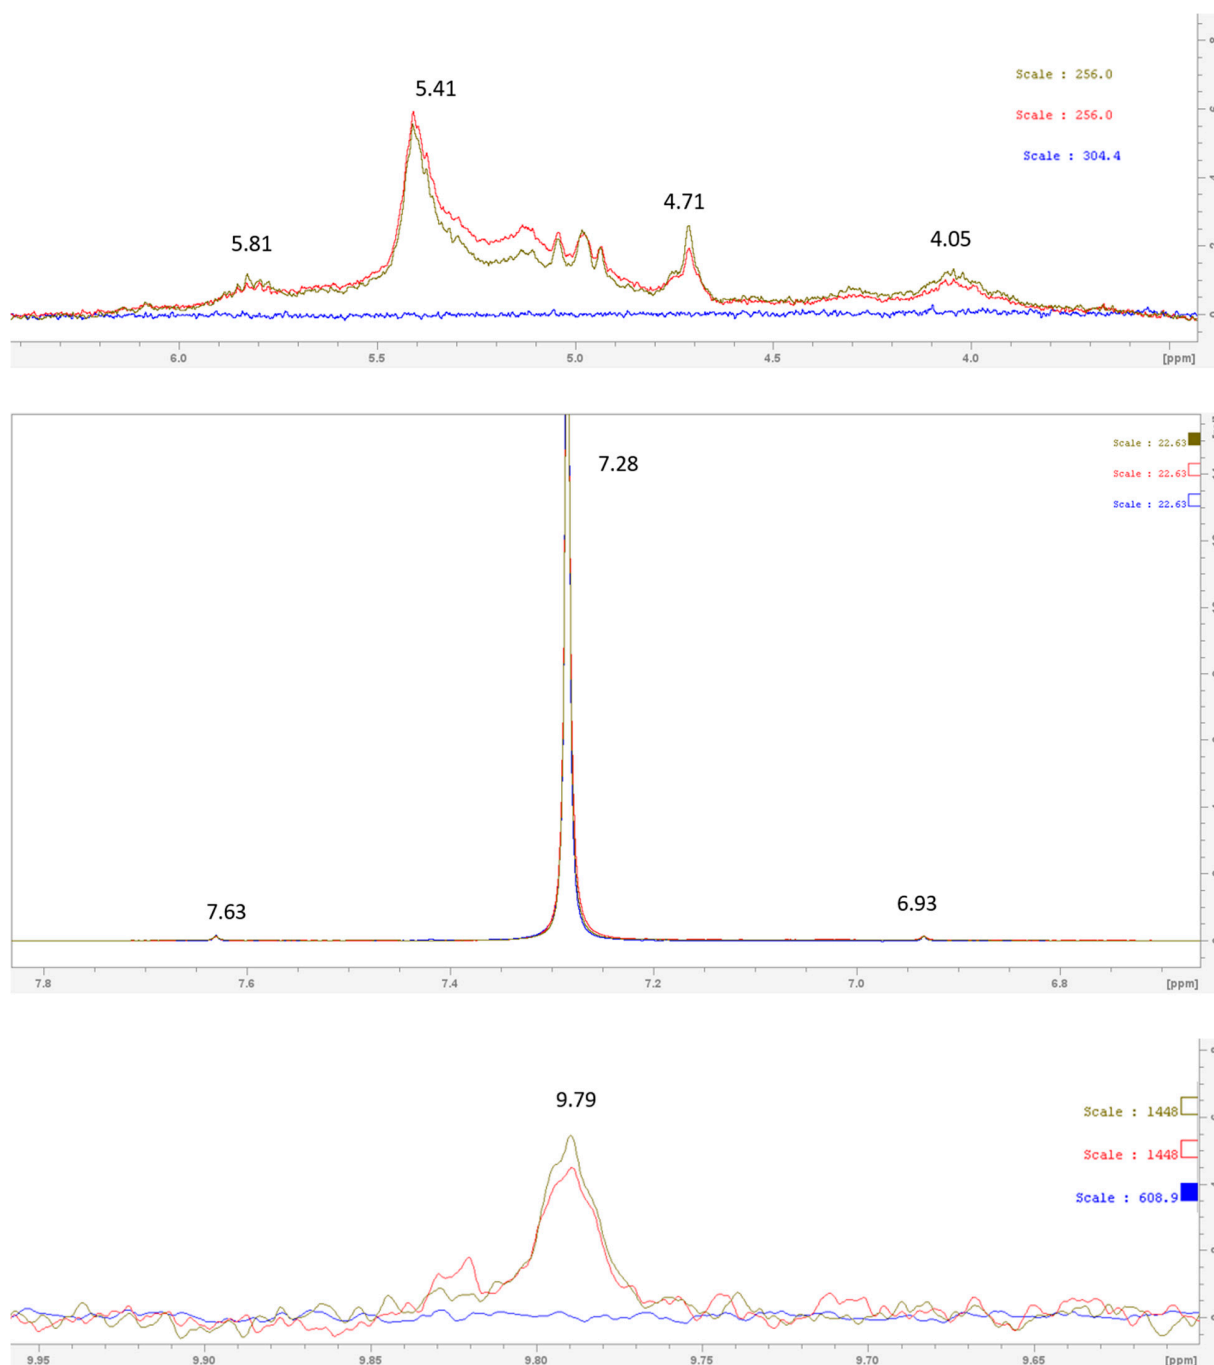 Scale : 256.0
5.41
Scale : 256.0
Scale : 304.4
4.71
5.81
4.05
6.0 5.5 5.0 4.5 4.0 [ppm]
Scale : 22.63
7.28
Scale : 22.63
Scale : 22.63
7.63
6.93
7.8 7.6 7.4 7.2 7.0 6.8 [ppm]
9.79
Scale : 1448
Scale : 1448
Scale : 608.9
9.95 9.90 9.85 9.80 9.75 9.70 9.65 [ppm]